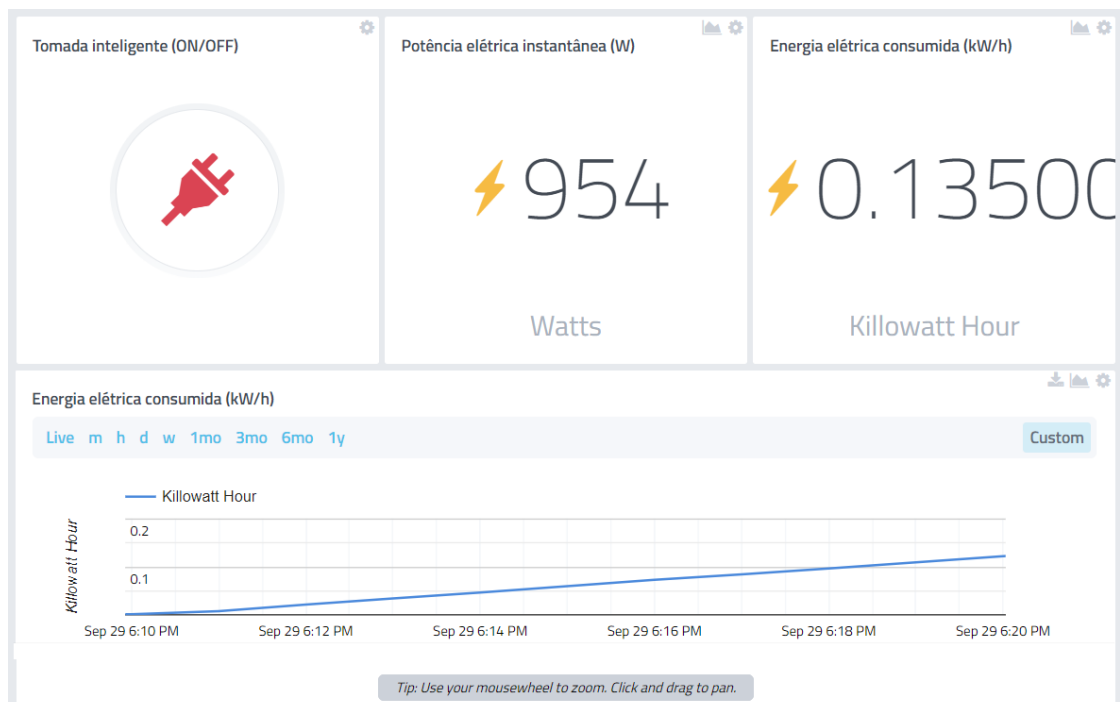 Tomada inteligente (ON/OFF)
Potência elétrica instantânea (W)
954
Watts
Energia elétrica consumida (kW/h)
0.13500
Killowatt Hour
Energia elétrica consumida (kW/h)
Live m h d w 1mo 3mo 6mo 1y Custom
Killowatt Hour
Killowatt Hour
0.2
0.1
Sep 29 6:10 PM Sep 29 6:12 PM Sep 29 6:14 PM Sep 29 6:16 PM Sep 29 6:18 PM Sep 29 6:20 PM
Tip: Use your mousewheel to zoom. Click and drag to pan.